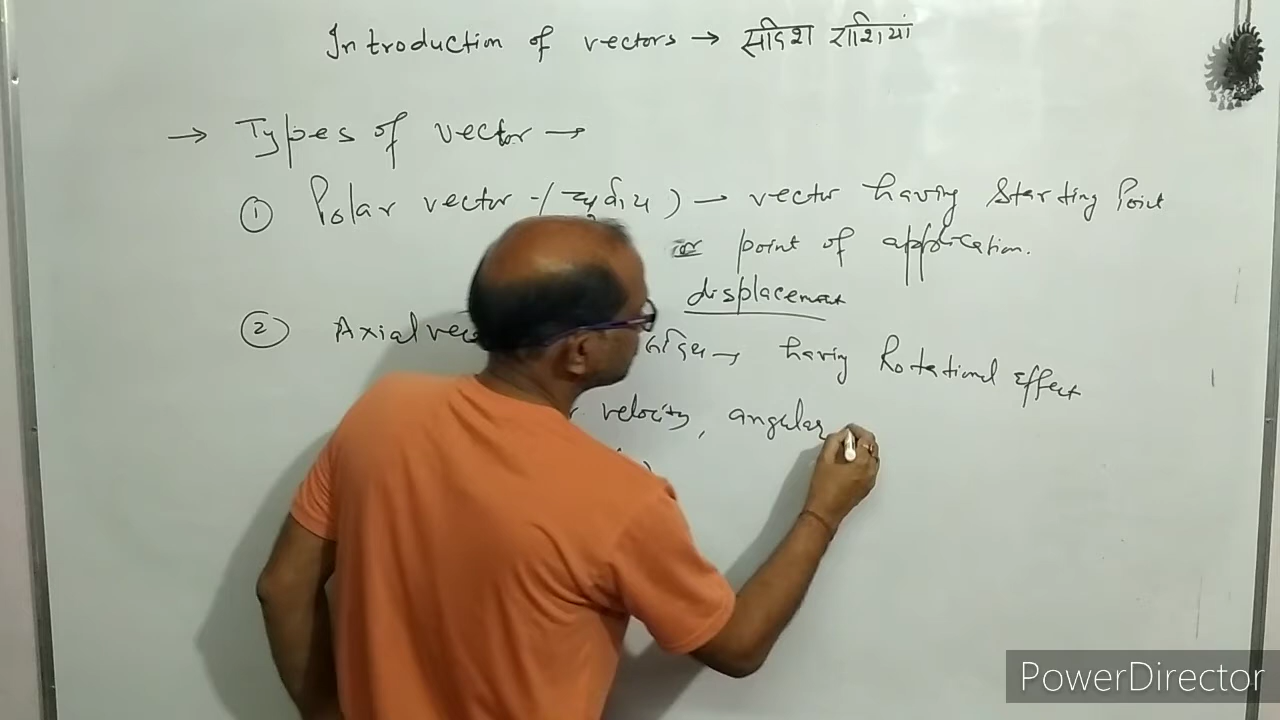 Introduction of vectors → सदिश राशियां
→ Types of vector →
① Polar vector -( ) → vector having Starting Point
or point of application.
displacement
② Axial vec → having Rotational Effect
velocity, angular
PowerDirector